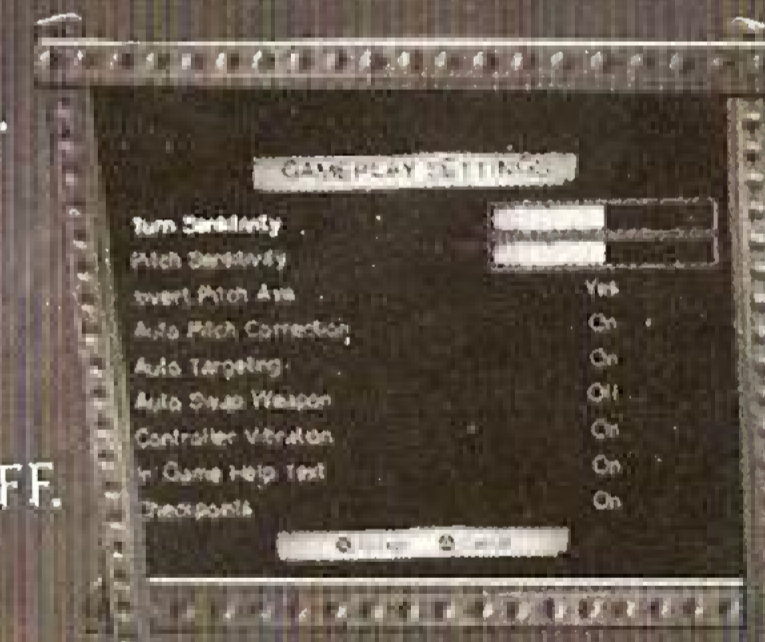 GAMEPLAY SETTINGS
Turn Sensitivity
Pitch Sensitivity
Invert Pitch Axis Yes
Auto Pitch Correction On
Auto Targeting On
Auto Swap Weapon Off
Controller Vibration On
In Game Help Text On
Checkpoints On
FF.